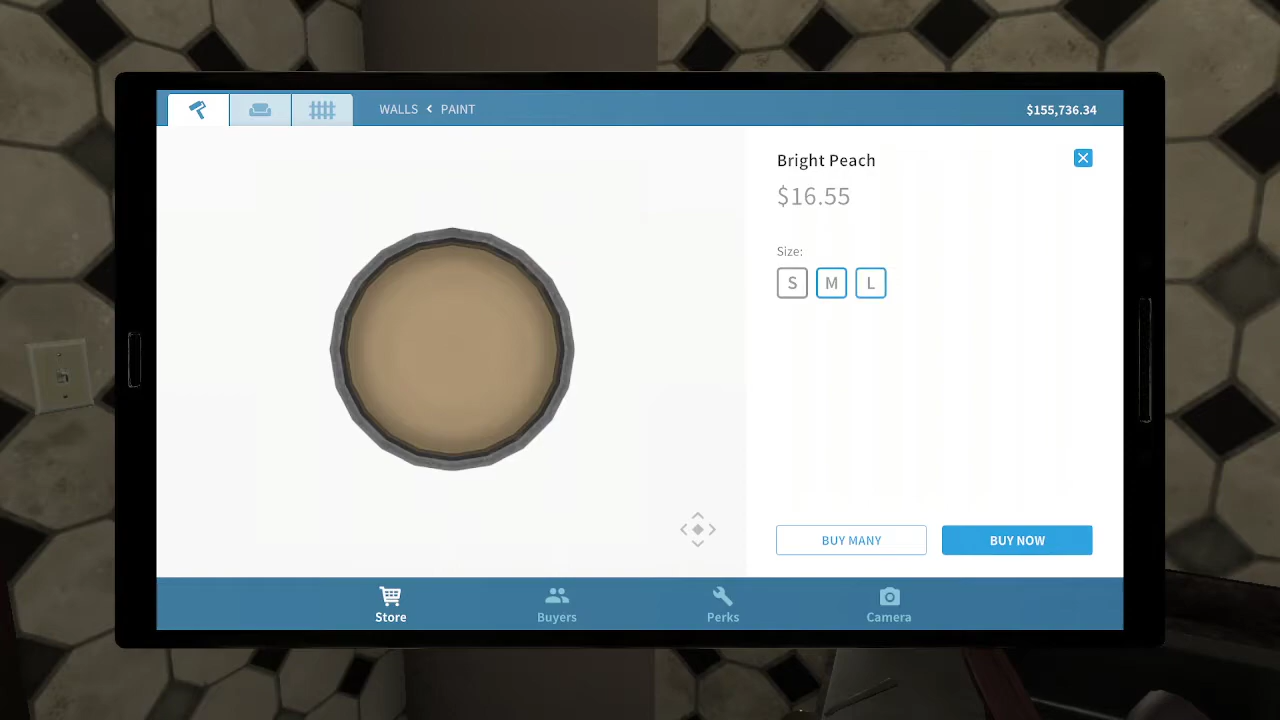 WALLS < PAINT
$155,736.34
Bright Peach
$16.55
Size:
S M L
BUY MANY
BUY NOW
Store
Buyers
Perks
Camera